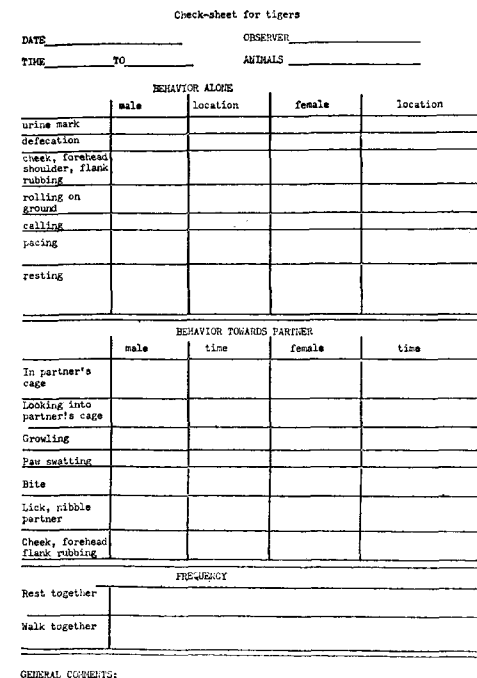 Check-sheet for tigers
DATE OBSERVER
TIME TO ANIMALS
BEHAVIOR ALONE
male location female location
urine mark
defecation
cheek, forehead
shoulder, flank
rubbing
rolling on
ground
calling
pacing
resting
BEHAVIOR TOWARDS PARTNER
male time female time
In partner's
cage
Looking into
partner's cage
Growling
Paw swatting
Bite
Lick, nibble
partner
Cheek, forehead
flank rubbing
FREQUENCY
Rest together
Walk together
GENERAL COMMENTS: